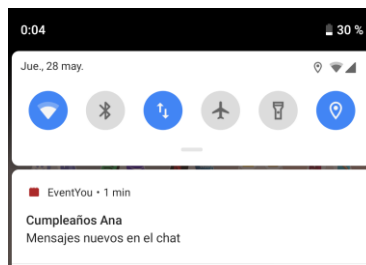 0:04
30 %
Jue., 28 may.
EventYou • 1 min
Cumpleaños Ana
Mensajes nuevos en el chat